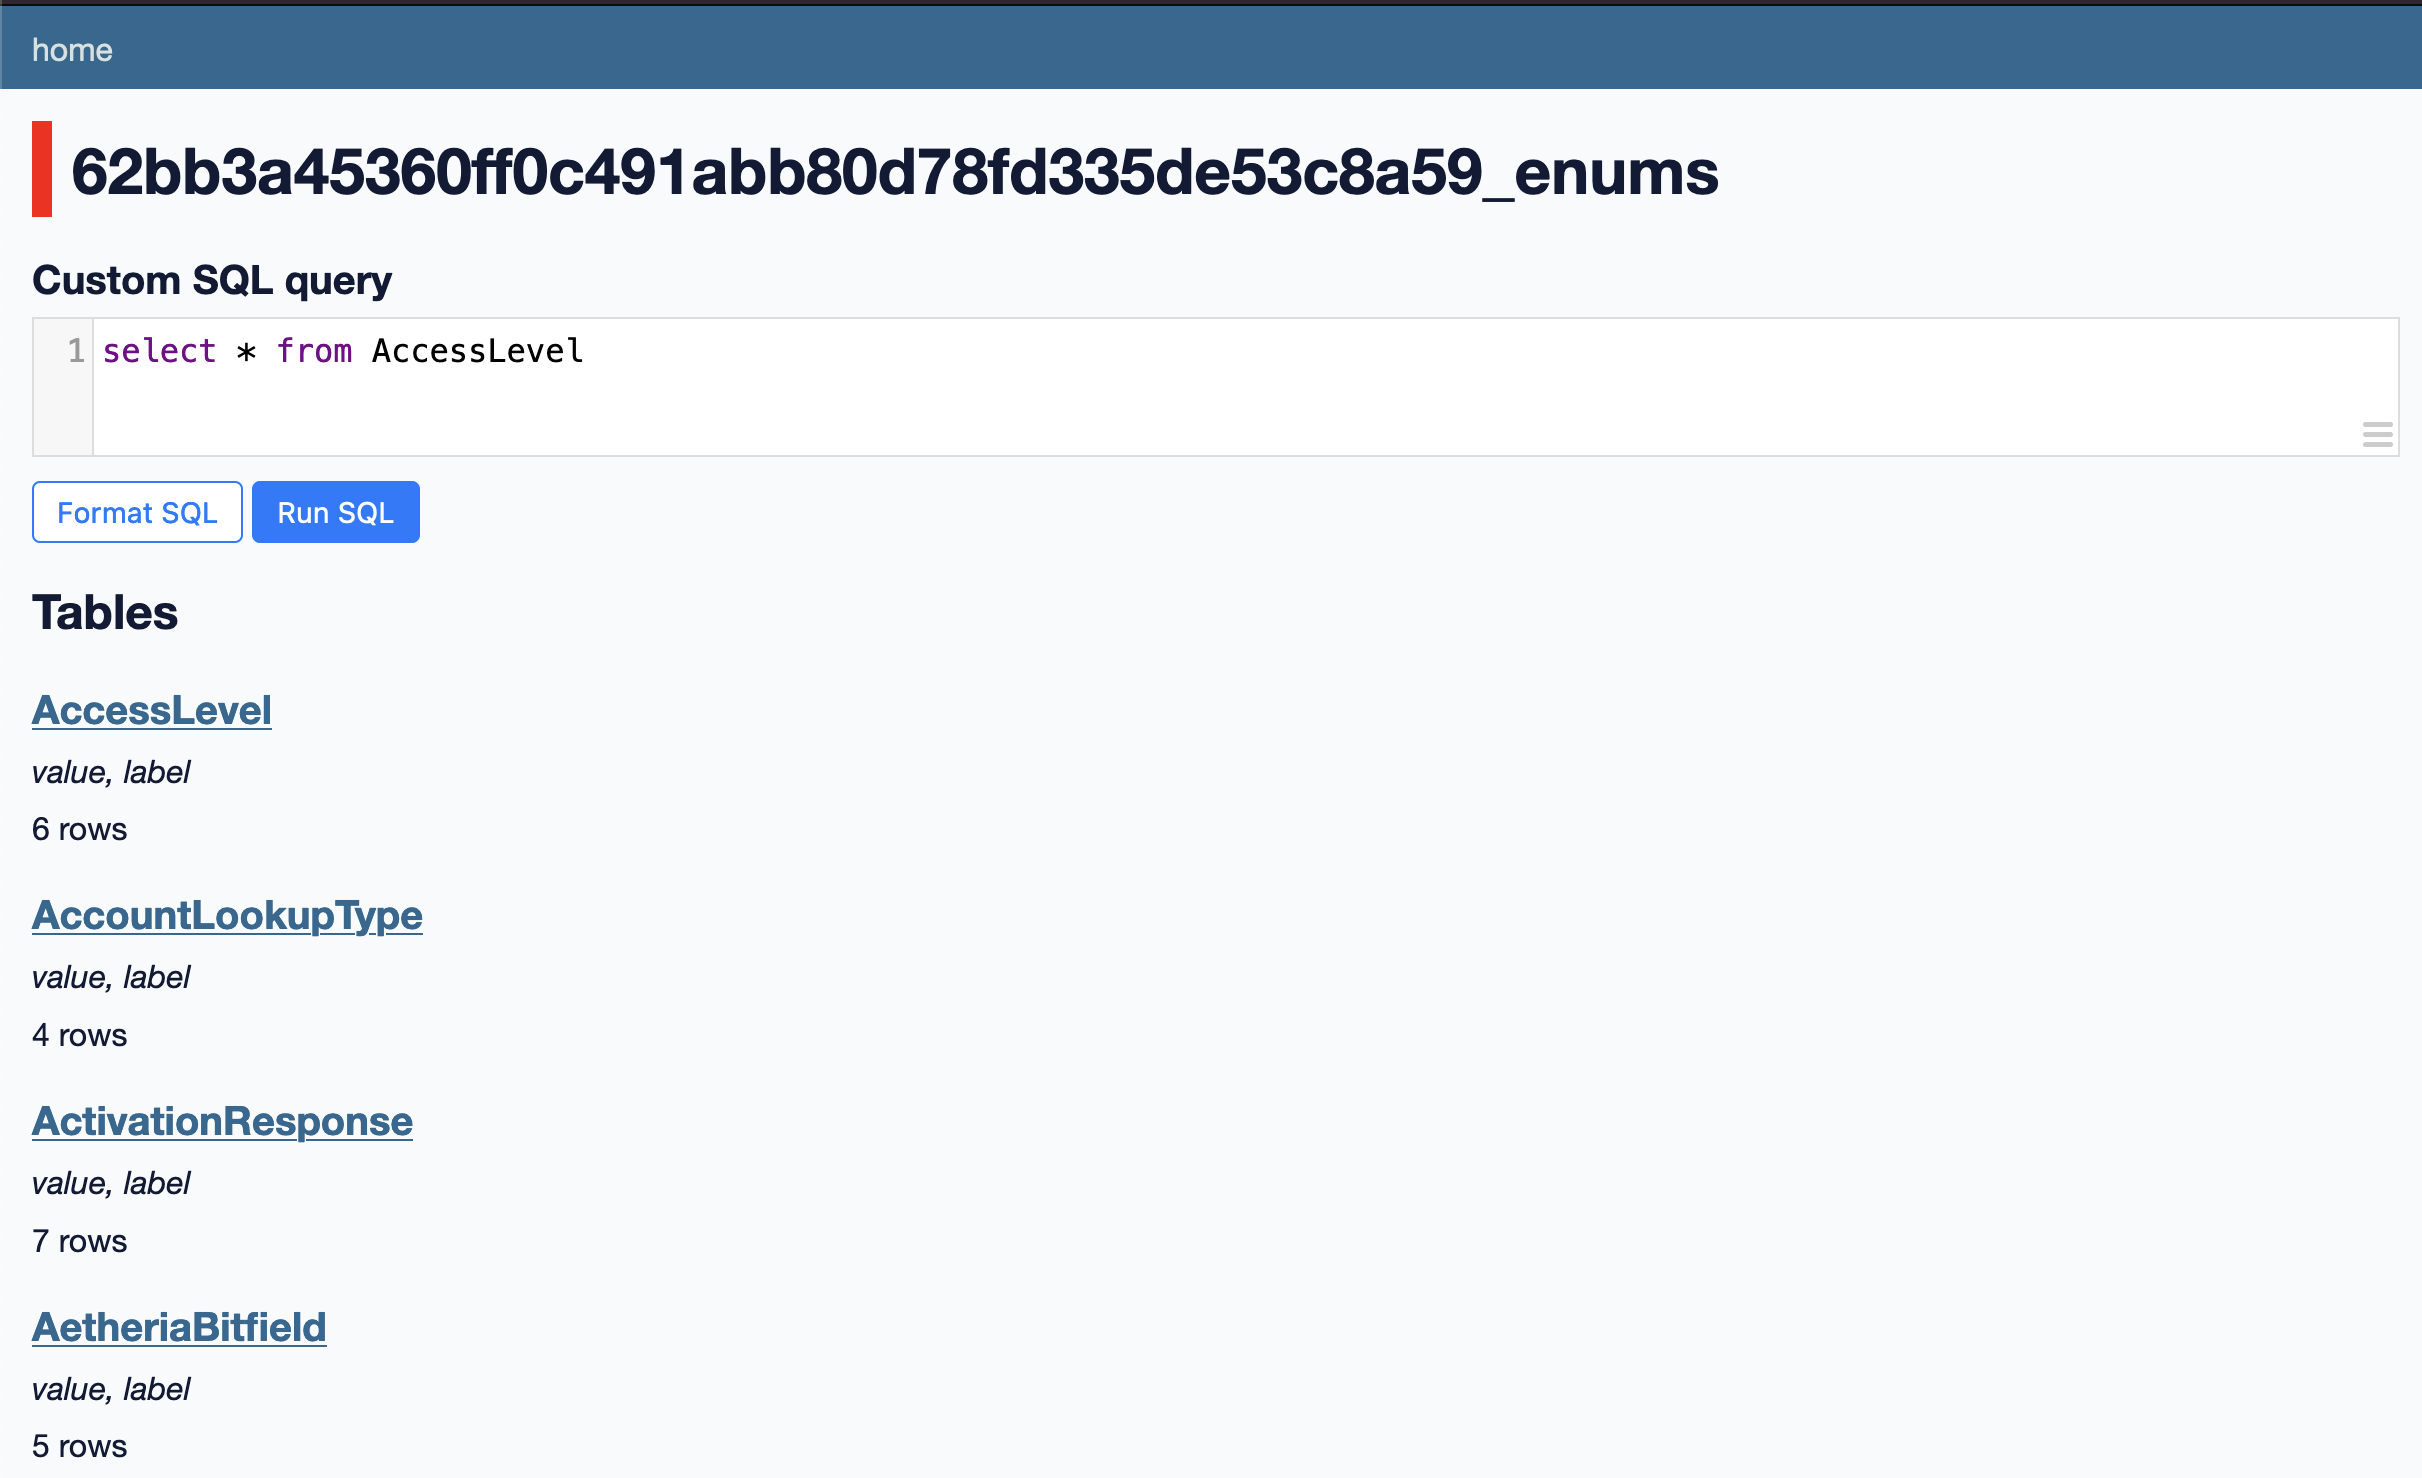 home
62bb3a45360ff0c491abb80d78fd335de53c8a59_enums
Custom SQL query
1 select * from AccessLevel
Format SQL Run SQL
Tables
AccessLevel
value, label
6 rows
AccountLookupType
value, label
4 rows
ActivationResponse
value, label
7 rows
AetheriaBitfield
value, label
5 rows